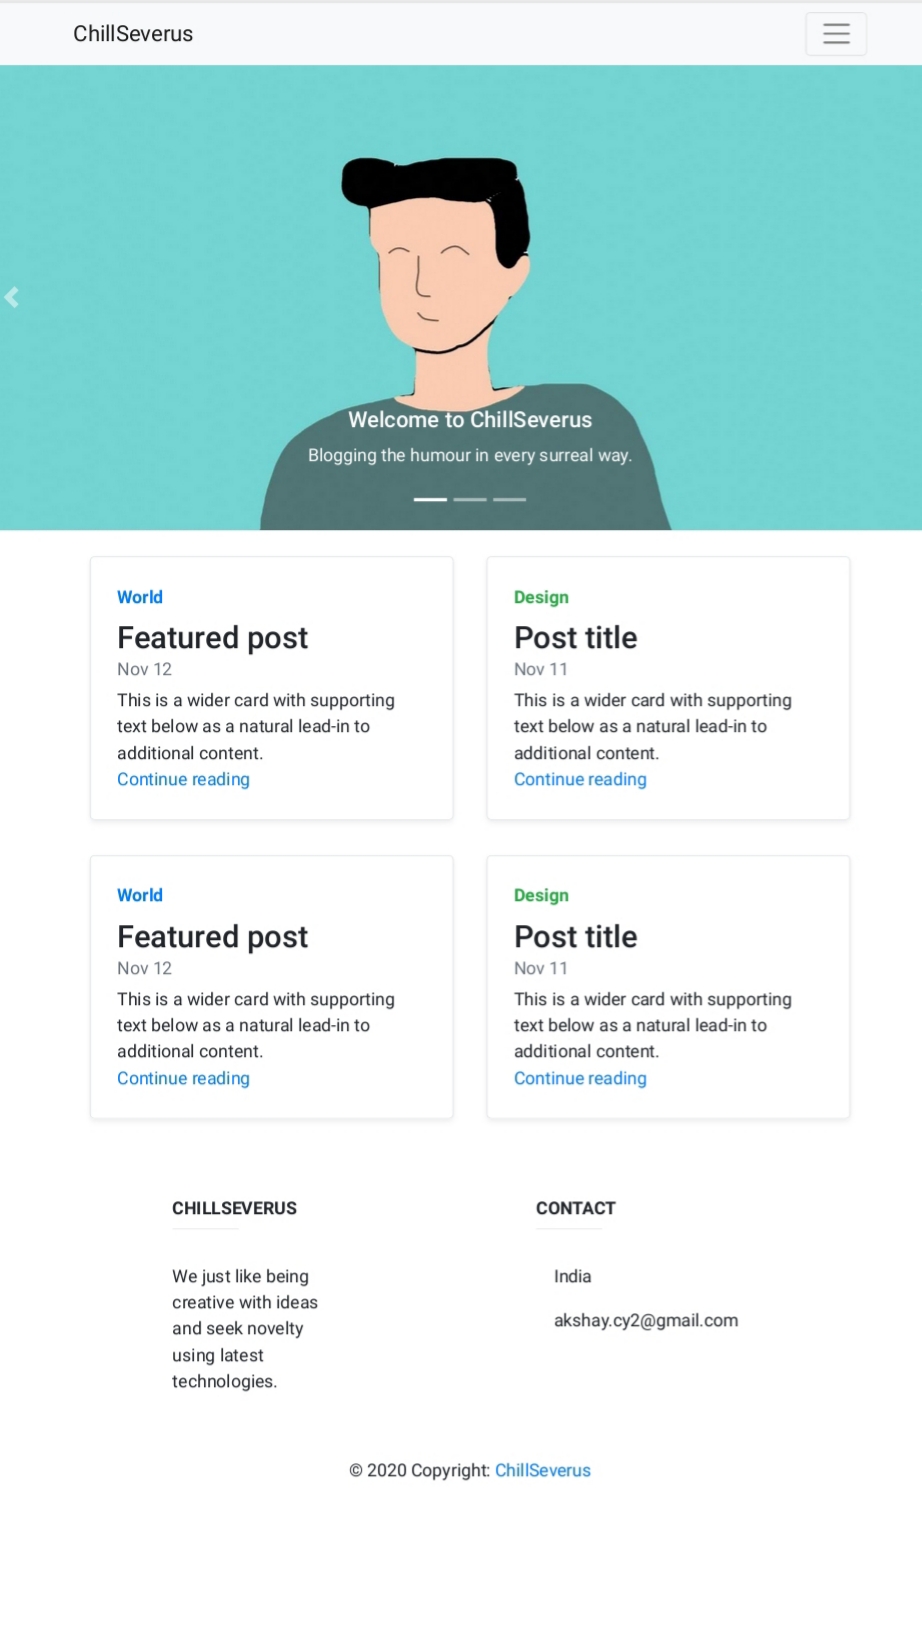 ChillSeverus
Welcome to ChillSeverus
Blogging the humour in every surreal way.
World
Featured post
Nov 12
This is a wider card with supporting
text below as a natural lead-in to
additional content.
Continue reading
Design
Post title
Nov 11
This is a wider card with supporting
text below as a natural lead-in to
additional content.
Continue reading
World
Featured post
Nov 12
This is a wider card with supporting
text below as a natural lead-in to
additional content.
Continue reading
Design
Post title
Nov 11
This is a wider card with supporting
text below as a natural lead-in to
additional content.
Continue reading
CHILLSEVERUS
We just like being
creative with ideas
and seek novelty
using latest
technologies.
CONTACT
India
akshay.cy2@gmail.com
© 2020 Copyright: ChillSeverus